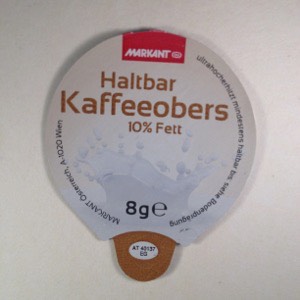 MARKANT
Haltbar
Kaffeeobers
10% Fett
8g℮
MARKANT Österreich, A-1020 Wien
ultrahocherhitzt mindestens haltbar bis siehe Bodenprägung
AT 40137
EG